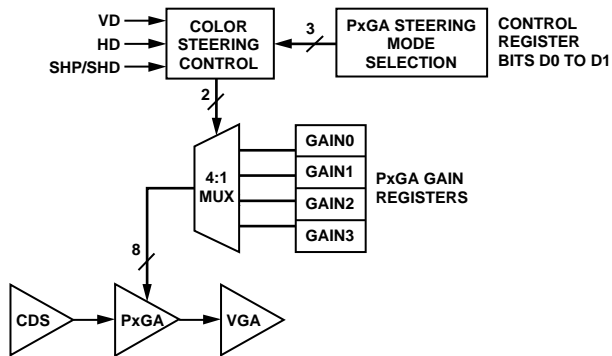 VD
HD
SHP/SHD
COLOR
STEERING
CONTROL
3
PxGA STEERING
MODE
SELECTION
CONTROL
REGISTER
BITS D0 TO D1
2
4:1
MUX
GAIN0
GAIN1
GAIN2
GAIN3
PxGA GAIN
REGISTERS
8
CDS
PxGA
VGA